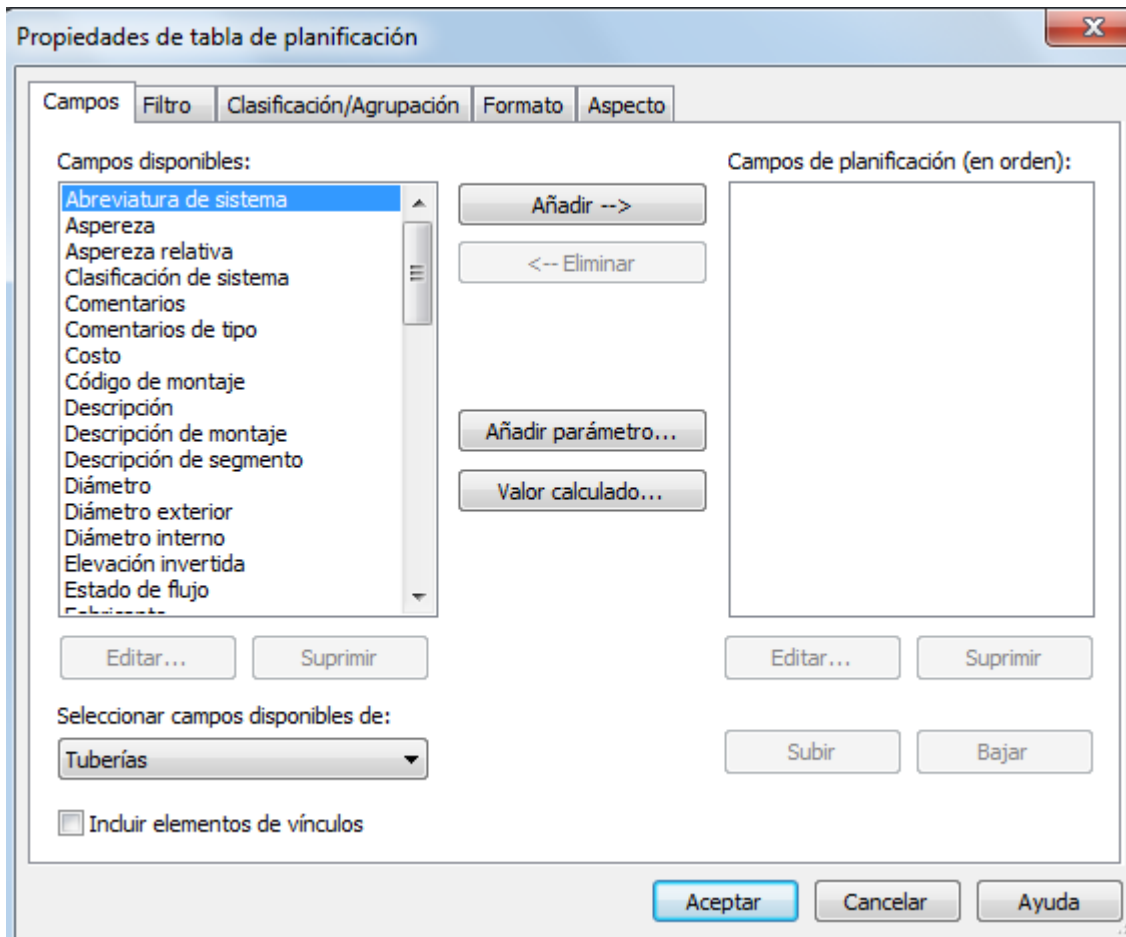 Propiedades de tabla de planificación
Campos
Filtro
Clasificación/Agrupación
Formato
Aspecto
Campos disponibles:
Abreviatura de sistema
Aspereza
Aspereza relativa
Clasificación de sistema
Comentarios
Comentarios de tipo
Costo
Código de montaje
Descripción
Descripción de montaje
Descripción de segmento
Diámetro
Diámetro exterior
Diámetro interno
Elevación invertida
Estado de flujo
Editar...
Suprimir
Seleccionar campos disponibles de:
Tuberías
Incluir elementos de vínculos
Añadir -->
<-- Eliminar
Añadir parámetro...
Valor calculado...
Campos de planificación (en orden):
Editar...
Suprimir
Subir
Bajar
Aceptar
Cancelar
Ayuda